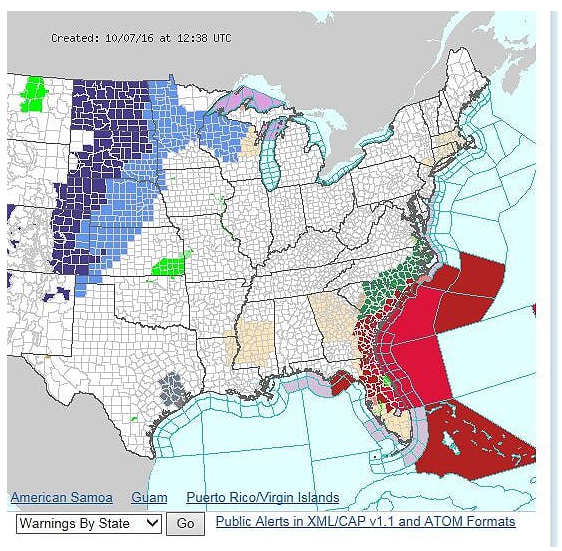 Created: 10/07/16 at 12:38 UTC
American Samoa Guam Puerto Rico/Virgin Islands
Warnings By State Go Public Alerts in XML/CAP v1.1 and ATOM Formats